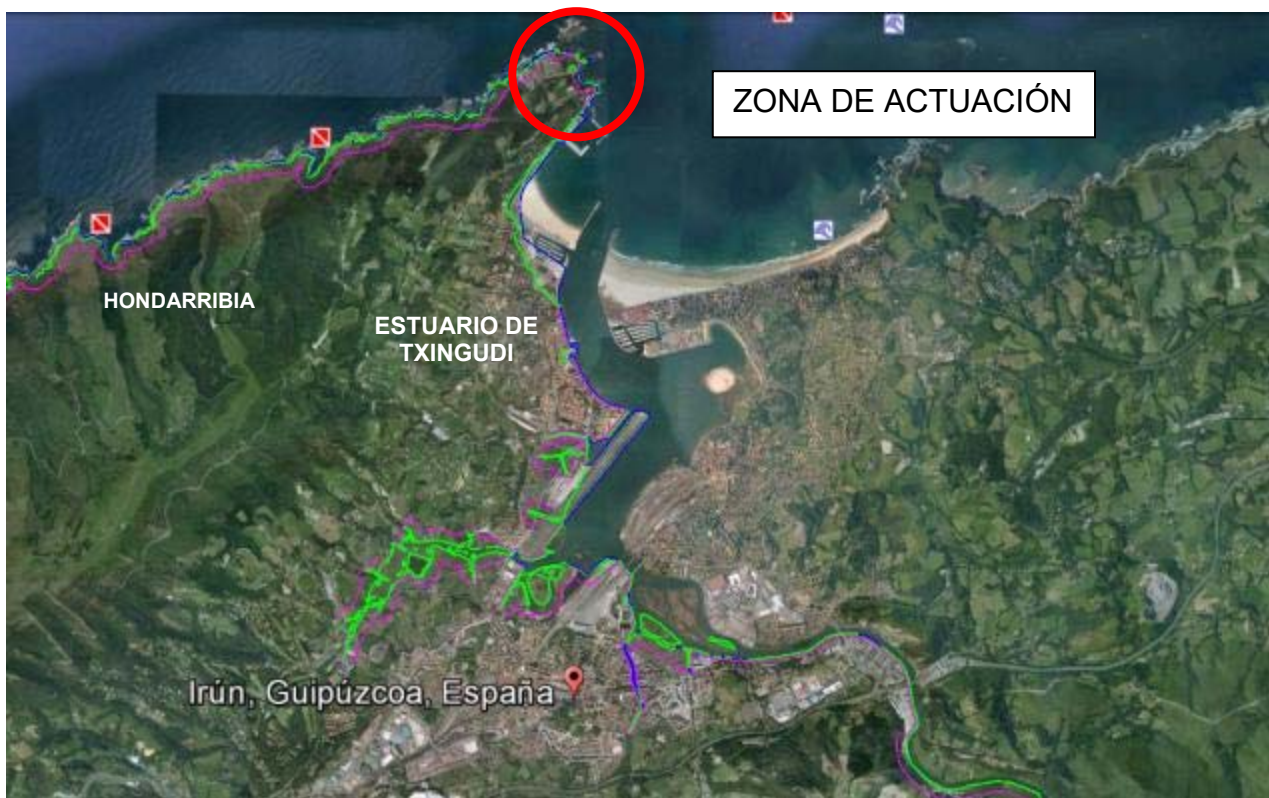 ZONA DE ACTUACIÓN
HONDARRIBIA
ESTUARIO DE
TXINGUDI
Irún, Guipúzcoa, España